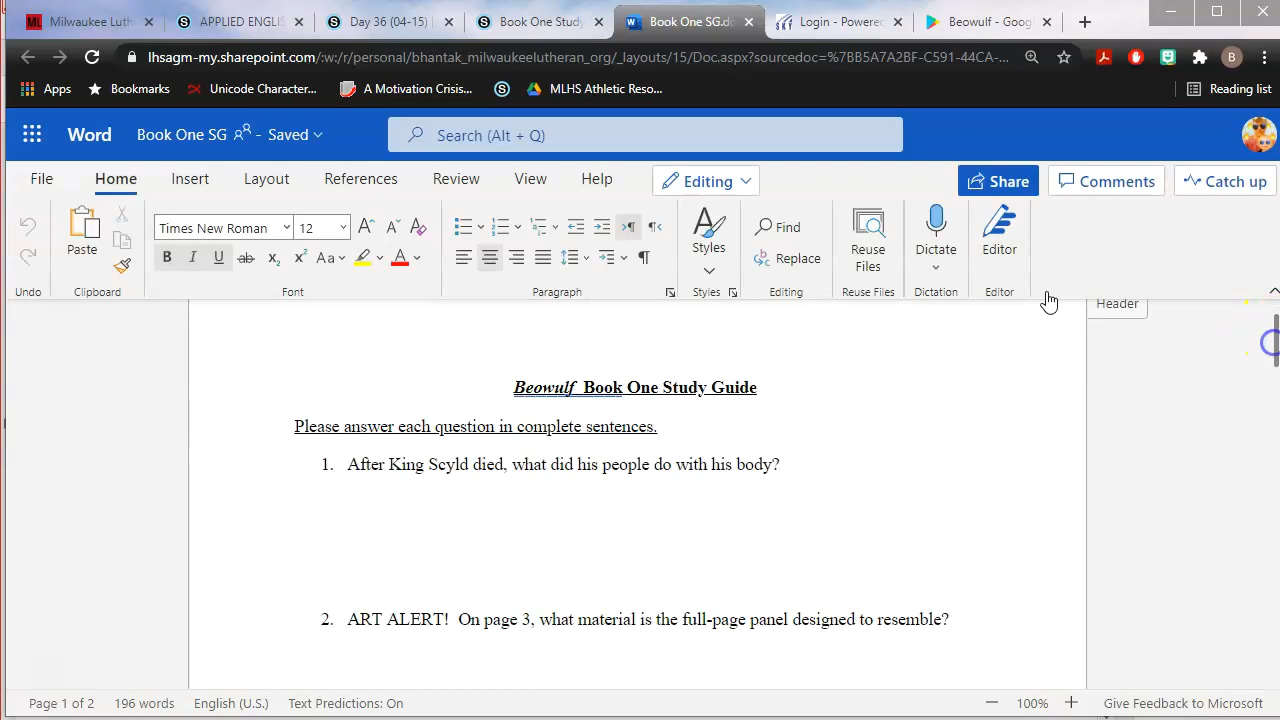 Milwaukee Luth
APPLIED ENGLIS
Day 36 (04-15) |
Book One Study
Book One SG.do
Login - Powere
Beowulf - Goog
lhsagm-my.sharepoint.com/:w:/r/personal/bhantak_milwaukeelutheran_org/_layouts/15/Doc.aspx?sourcedoc=%7BB5A7A2BF-C591-44CA-...
B
Apps
Bookmarks
Unicode Character...
A Motivation Crisis...
MLHS Athletic Reso...
Reading list
Word
Book One SG - Saved
Search (Alt + Q)
File
Home
Insert
Layout
References
Review
View
Help
Editing
Share
Comments
Catch up
Paste
Times New Roman
12
Styles
Find
Replace
Reuse
Files
Dictate
Editor
Undo
Clipboard
Font
Paragraph
Styles
Editing
Reuse Files
Dictation
Editor
Header
Beowulf  Book One Study Guide
Please answer each question in complete sentences.
1. After King Scyld died, what did his people do with his body?
2. ART ALERT!  On page 3, what material is the full-page panel designed to resemble?
Page 1 of 2
196 words
English (U.S.)
Text Predictions: On
100%
Give Feedback to Microsoft